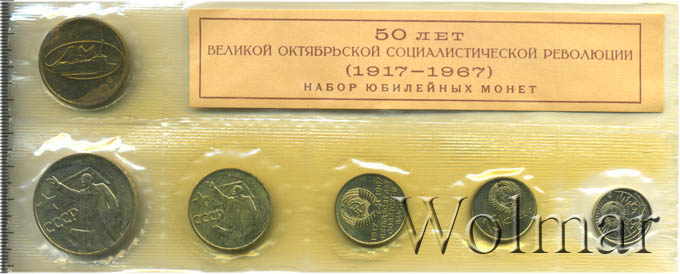 50 ЛЕТ
ВЕЛИКОЙ ОКТЯБРЬСКОЙ СОЦИАЛИСТИЧЕСКОЙ РЕВОЛЮЦИИ
(1917—1967)
НАБОР ЮБИЛЕЙНЫХ МОНЕТ
СССР
СССР
Wolmar